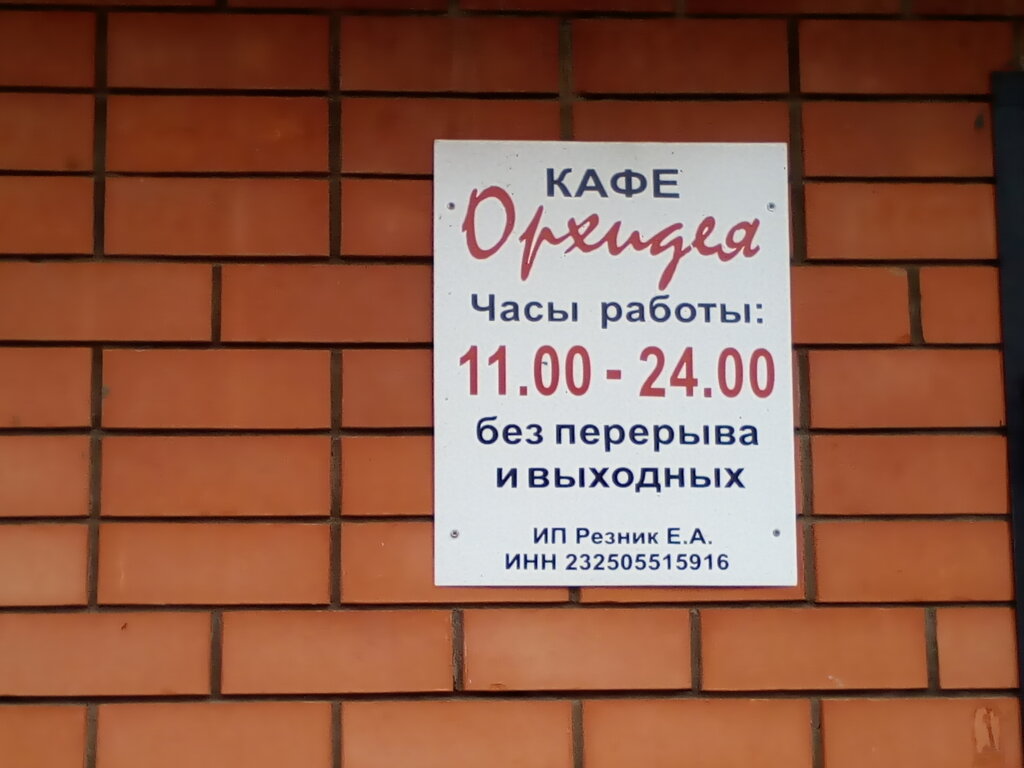 КАФЕ
Орхидея
Часы работы:
11.00 - 24.00
без перерыва
и выходных
ИП Резник Е.А.
ИНН 232505515916